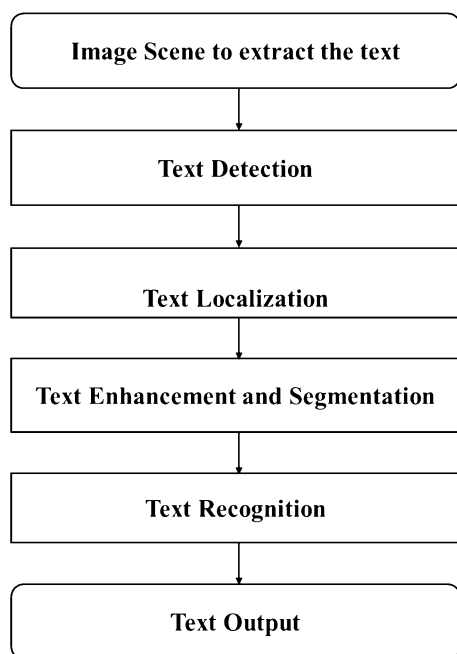 Image Scene to extract the text
Text Detection
Text Localization
Text Enhancement and Segmentation
Text Recognition
Text Output